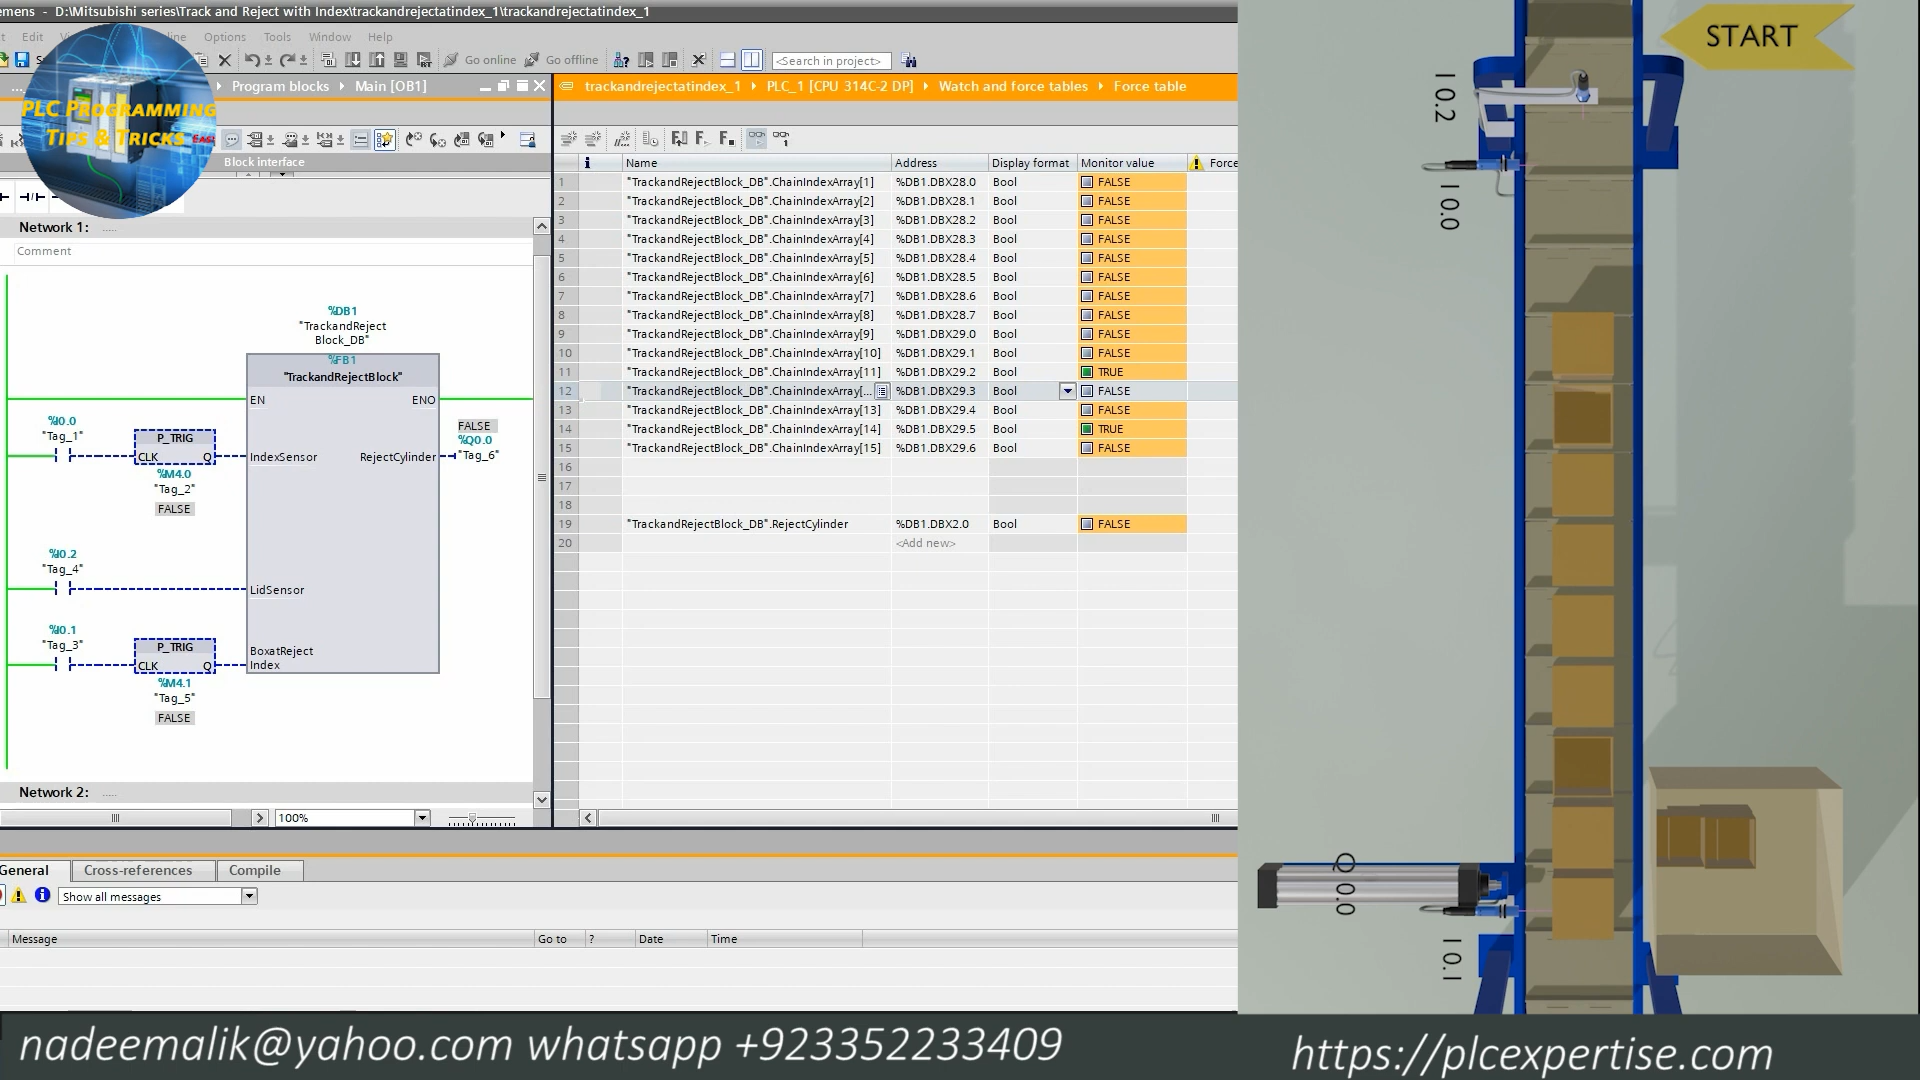 emens - D:\Mitsubishi series\Track and Reject with Index\trackandrejectatindex_1\trackandrejectatindex_1
Edit Options Tools Window Help
Go online Go offline <Search in project>
PLC PROGRAMMING
TIPS & TRICKS EASY
... Program blocks Main [OB1]
Block interface
Network 1: .....
Comment
%DB1
"TrackandReject
Block_DB"
%FB1
"TrackandRejectBlock"
EN ENO
%I0.0
"Tag_1"
P_TRIG
CLK Q
%M4.0
"Tag_2"
FALSE
IndexSensor RejectCylinder
FALSE
%Q0.0
"Tag_6"
%I0.2
"Tag_4"
LidSensor
%I0.1
"Tag_3"
P_TRIG
CLK Q
%M4.1
"Tag_5"
FALSE
BoxatReject
Index
Network 2: .....
100%
trackandrejectatindex_1 PLC_1 [CPU 314C-2 DP] Watch and force tables Force table
i Name Address Display format Monitor value Force
1 "TrackandRejectBlock_DB".ChainIndexArray[1] %DB1.DBX28.0 Bool FALSE
2 "TrackandRejectBlock_DB".ChainIndexArray[2] %DB1.DBX28.1 Bool FALSE
3 "TrackandRejectBlock_DB".ChainIndexArray[3] %DB1.DBX28.2 Bool FALSE
4 "TrackandRejectBlock_DB".ChainIndexArray[4] %DB1.DBX28.3 Bool FALSE
5 "TrackandRejectBlock_DB".ChainIndexArray[5] %DB1.DBX28.4 Bool FALSE
6 "TrackandRejectBlock_DB".ChainIndexArray[6] %DB1.DBX28.5 Bool FALSE
7 "TrackandRejectBlock_DB".ChainIndexArray[7] %DB1.DBX28.6 Bool FALSE
8 "TrackandRejectBlock_DB".ChainIndexArray[8] %DB1.DBX28.7 Bool FALSE
9 "TrackandRejectBlock_DB".ChainIndexArray[9] %DB1.DBX29.0 Bool FALSE
10 "TrackandRejectBlock_DB".ChainIndexArray[10] %DB1.DBX29.1 Bool FALSE
11 "TrackandRejectBlock_DB".ChainIndexArray[11] %DB1.DBX29.2 Bool TRUE
12 "TrackandRejectBlock_DB".ChainIndexArray[... %DB1.DBX29.3 Bool FALSE
13 "TrackandRejectBlock_DB".ChainIndexArray[13] %DB1.DBX29.4 Bool FALSE
14 "TrackandRejectBlock_DB".ChainIndexArray[14] %DB1.DBX29.5 Bool TRUE
15 "TrackandRejectBlock_DB".ChainIndexArray[15] %DB1.DBX29.6 Bool FALSE
16
17
18
19 "TrackandRejectBlock_DB".RejectCylinder %DB1.DBX2.0 Bool FALSE
20 <Add new>
General Cross-references Compile
Show all messages
Message Go to ? Date Time
START
I 0.2
I 0.0
Q 0.0
I 0.1
nadeemalik@yahoo.com whatsapp +923352233409
https://plcexpertise.com